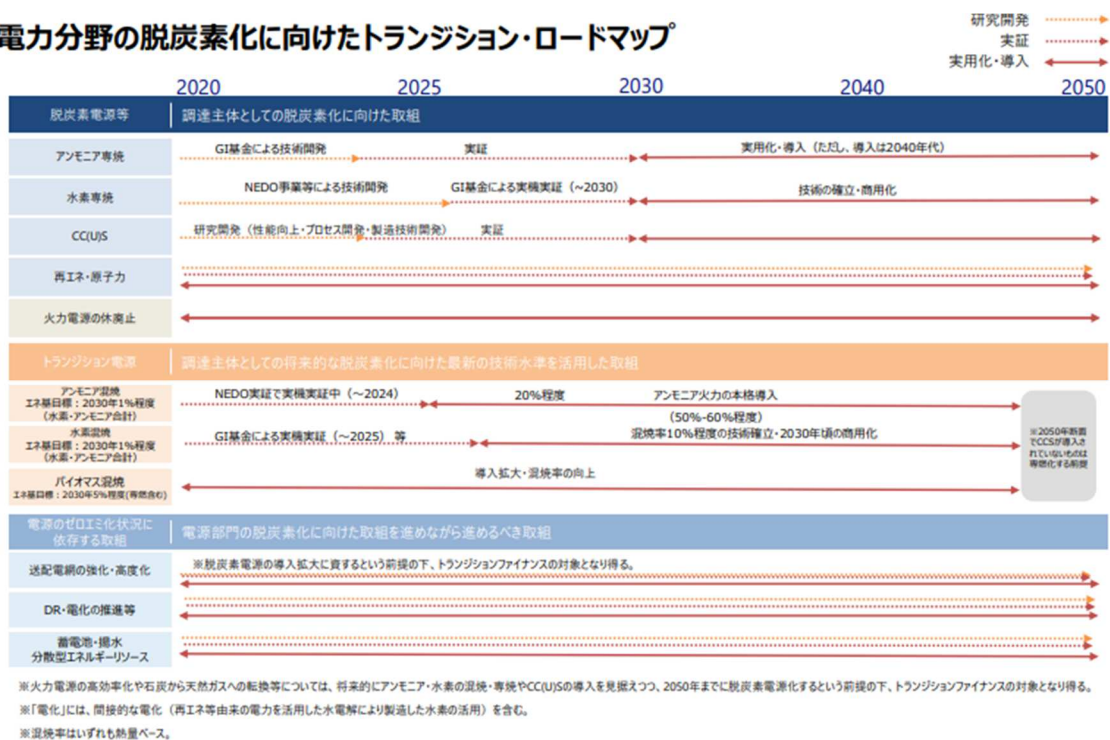 電力分野の脱炭素化に向けたトランジション・ロードマップ
研究開発
実証
実用化・導入
2020 2025 2030 2040 2050
脱炭素電源等 調達主体としての脱炭素化に向けた取組
アンモニア専焼 GI基金による技術開発 実証 実用化・導入（ただし、導入は2040年代）
水素専焼 NEDO事業等による技術開発 GI基金による実機実証（～2030） 技術の確立・商用化
CC(U)S 研究開発（性能向上・プロセス開発・製造技術開発） 実証
再エネ・原子力
火力電源の休廃止
トランジション電源 調達主体としての将来的な脱炭素化に向けた最新の技術水準を活用した取組
アンモニア混焼
エネ基目標：2030年1%程度
（水素・アンモニア合計）
NEDO実証で実機実証中（～2024） 20%程度 アンモニア火力の本格導入
（50%-60%程度）
水素混焼
エネ基目標：2030年1%程度
（水素・アンモニア合計）
GI基金による実機実証（～2025）等 混焼率10%程度の技術確立・2030年頃の商用化
バイオマス混焼
エネ基目標：2030年5%程度(専焼含む)
導入拡大・混焼率の向上
※2050年断面
でCCSが導入さ
れていないものは
専焼化する前提
電源のゼロエミ化状況に
依存する取組
電源部門の脱炭素化に向けた取組を進めながら進めるべき取組
送配電網の強化・高度化 ※脱炭素電源の導入拡大に資するという前提の下、トランジションファイナンスの対象となり得る。
DR・電化の推進等
蓄電池・揚水
分散型エネルギーリソース
※火力電源の高効率化や石炭から天然ガスへの転換等については、将来的にアンモニア・水素の混焼・専焼やCC(U)Sの導入を見据えつつ、2050年までに脱炭素電源化するという前提の下、トランジションファイナンスの対象となり得る。
※「電化」には、間接的な電化（再エネ等由来の電力を活用した水電解により製造した水素の活用）を含む。
※混焼率はいずれも熱量ベース。